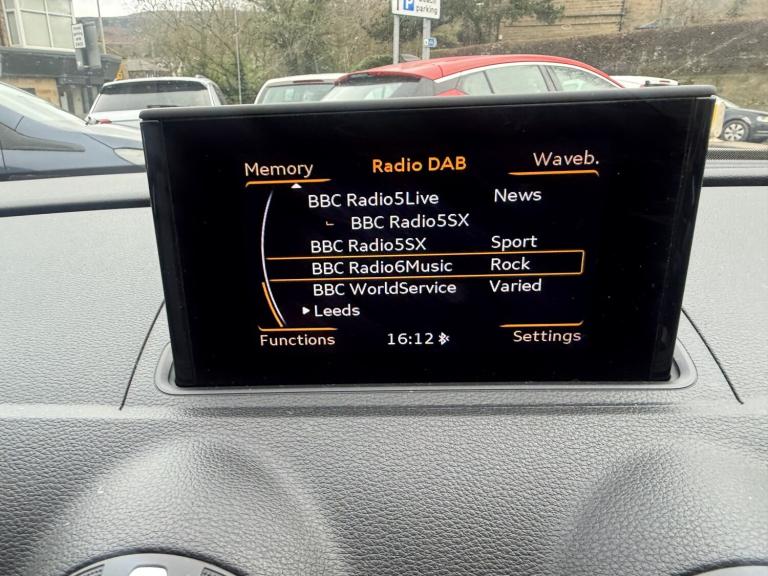 P
parking
Memory Radio DAB Waveb.
BBC Radio5Live News
BBC Radio5SX
BBC Radio5SX Sport
BBC Radio6Music Rock
BBC WorldService Varied
Leeds
Functions 16:12 Settings